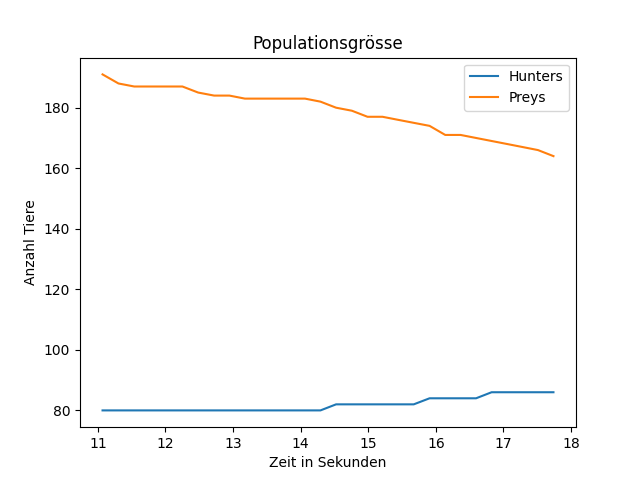 Populationsgrösse
Hunters
Preys
180
160
140
120
100
80
Anzahl Tiere
11 12 13 14 15 16 17 18
Zeit in Sekunden